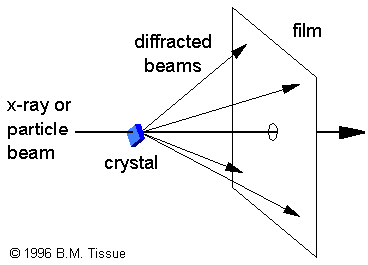 film
diffracted
beams
x-ray or
particle
beam
crystal
© 1996 B.M. Tissue